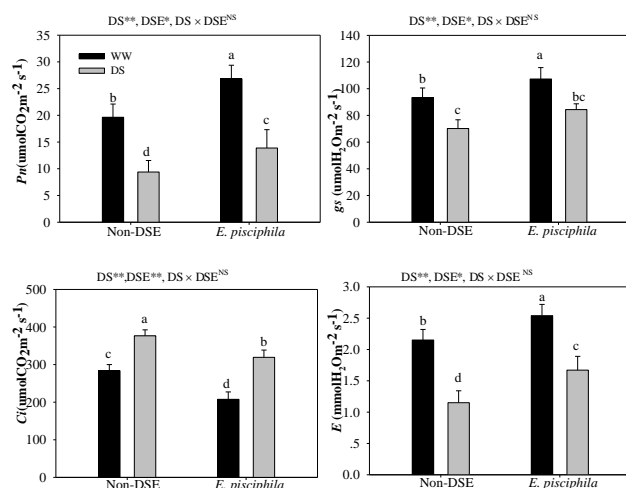 DS**, DSE*, DS × DSE^NS
Pn(umolCO₂m⁻² s⁻¹)
35
30
25
20
15
10
5
0
WW
DS
b
d
a
c
Non-DSE
E. pisciphila
DS**, DSE*, DS × DSE^NS
gs (umolH₂Om⁻² s⁻¹)
140
120
100
80
60
40
20
0
b
c
a
bc
Non-DSE
E. pisciphila
DS**,DSE**, DS × DSE^NS
Ci(umolCO2m⁻² s⁻¹)
500
400
300
200
100
0
c
a
d
b
Non-DSE
E. pisciphila
DS**, DSE*, DS × DSE^NS
E (mmolH₂Om⁻² s⁻¹)
3.0
2.5
2.0
1.5
1.0
.5
0.0
b
d
a
c
Non-DSE
E. pisciphila